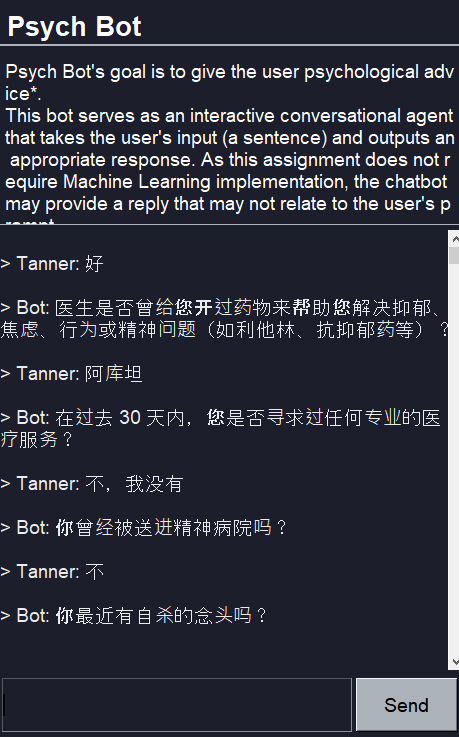 Psych Bot
Psych Bot's goal is to give the user psychological adv
ice*.
This bot serves as an interactive conversational agent
that takes the user's input (a sentence) and outputs an
appropriate response. As this assignment does not r
equire Machine Learning implementation, the chatbot
may provide a reply that may not relate to the user's p
> Tanner: 好
> Bot: 医生是否曾给您开过药物来帮助您解决抑郁、
焦虑、行为或精神问题（如利他林、抗抑郁药等）？
> Tanner: 阿库坦
> Bot: 在过去 30 天内，您是否寻求过任何专业的医
疗服务？
> Tanner: 不，我没有
> Bot: 你曾经被送进精神病院吗？
> Tanner: 不
> Bot: 你最近有自杀的念头吗？
Send